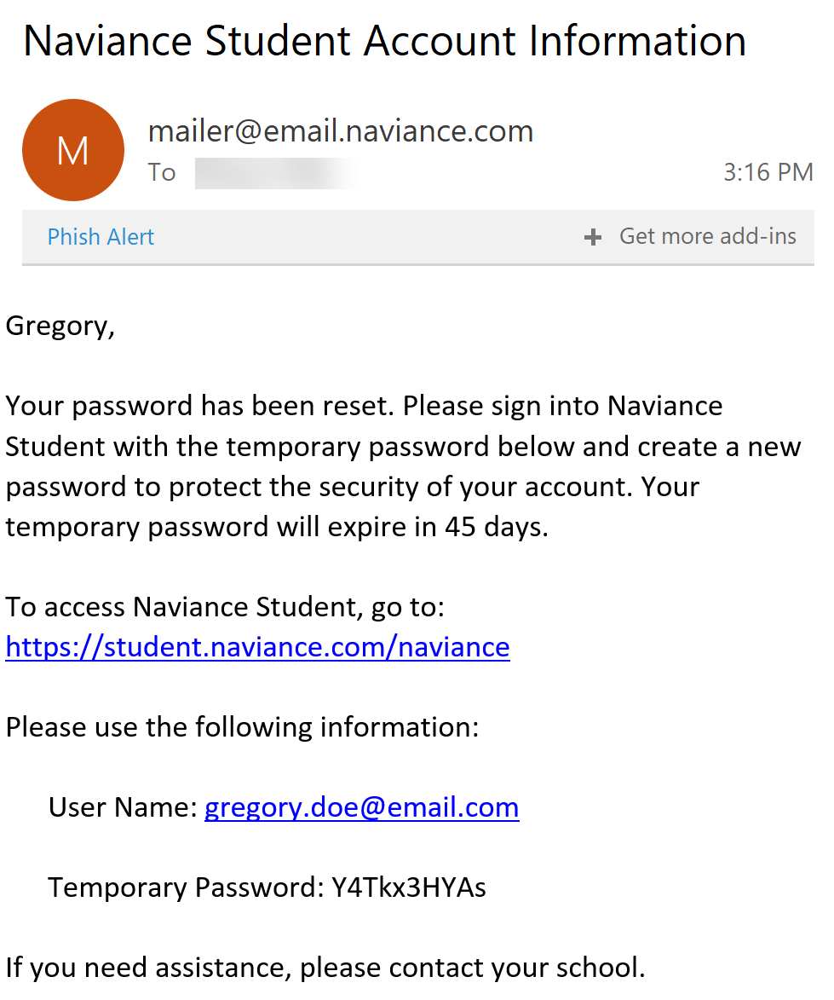 Naviance Student Account Information
M
mailer@email.naviance.com
To
3:16 PM
Phish Alert
+ Get more add-ins
Gregory,
Your password has been reset. Please sign into Naviance
Student with the temporary password below and create a new
password to protect the security of your account. Your
temporary password will expire in 45 days.
To access Naviance Student, go to:
https://student.naviance.com/naviance
Please use the following information:
User Name: gregory.doe@email.com
Temporary Password: Y4Tkx3HYAs
If you need assistance, please contact your school.